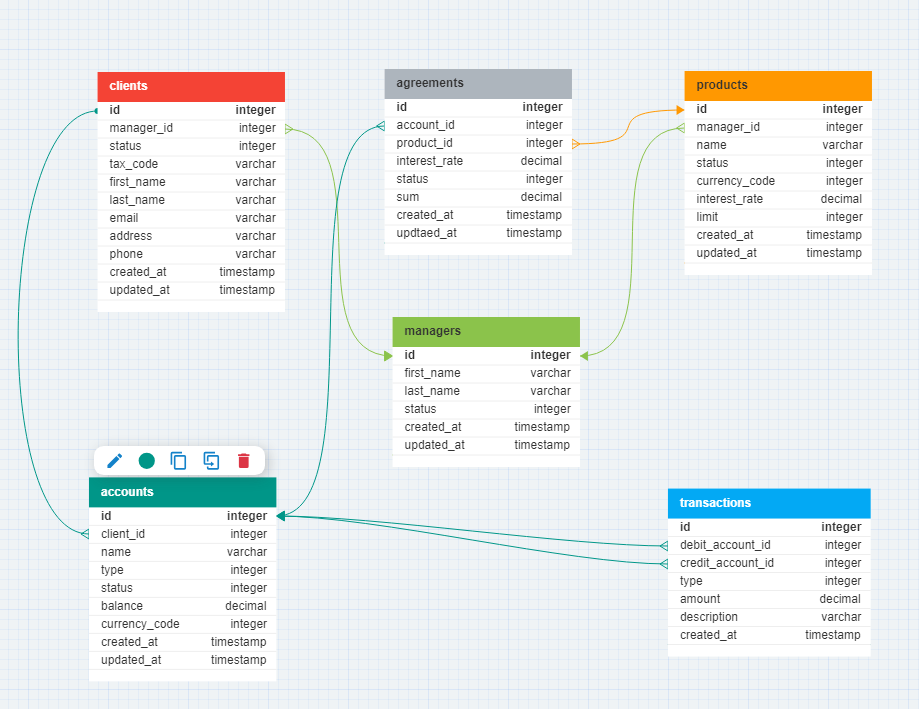 clients
id integer
manager_id integer
status integer
tax_code varchar
first_name varchar
last_name varchar
email varchar
address varchar
phone varchar
created_at timestamp
updated_at timestamp
agreements
id integer
account_id integer
product_id integer
interest_rate decimal
status integer
sum decimal
created_at timestamp
updtaed_at timestamp
products
id integer
manager_id integer
name varchar
status integer
currency_code integer
interest_rate decimal
limit integer
created_at timestamp
updated_at timestamp
managers
id integer
first_name varchar
last_name varchar
status integer
created_at timestamp
updated_at timestamp
accounts
id integer
client_id integer
name varchar
type integer
status integer
balance decimal
currency_code integer
created_at timestamp
updated_at timestamp
transactions
id integer
debit_account_id integer
credit_account_id integer
type integer
amount decimal
description varchar
created_at timestamp